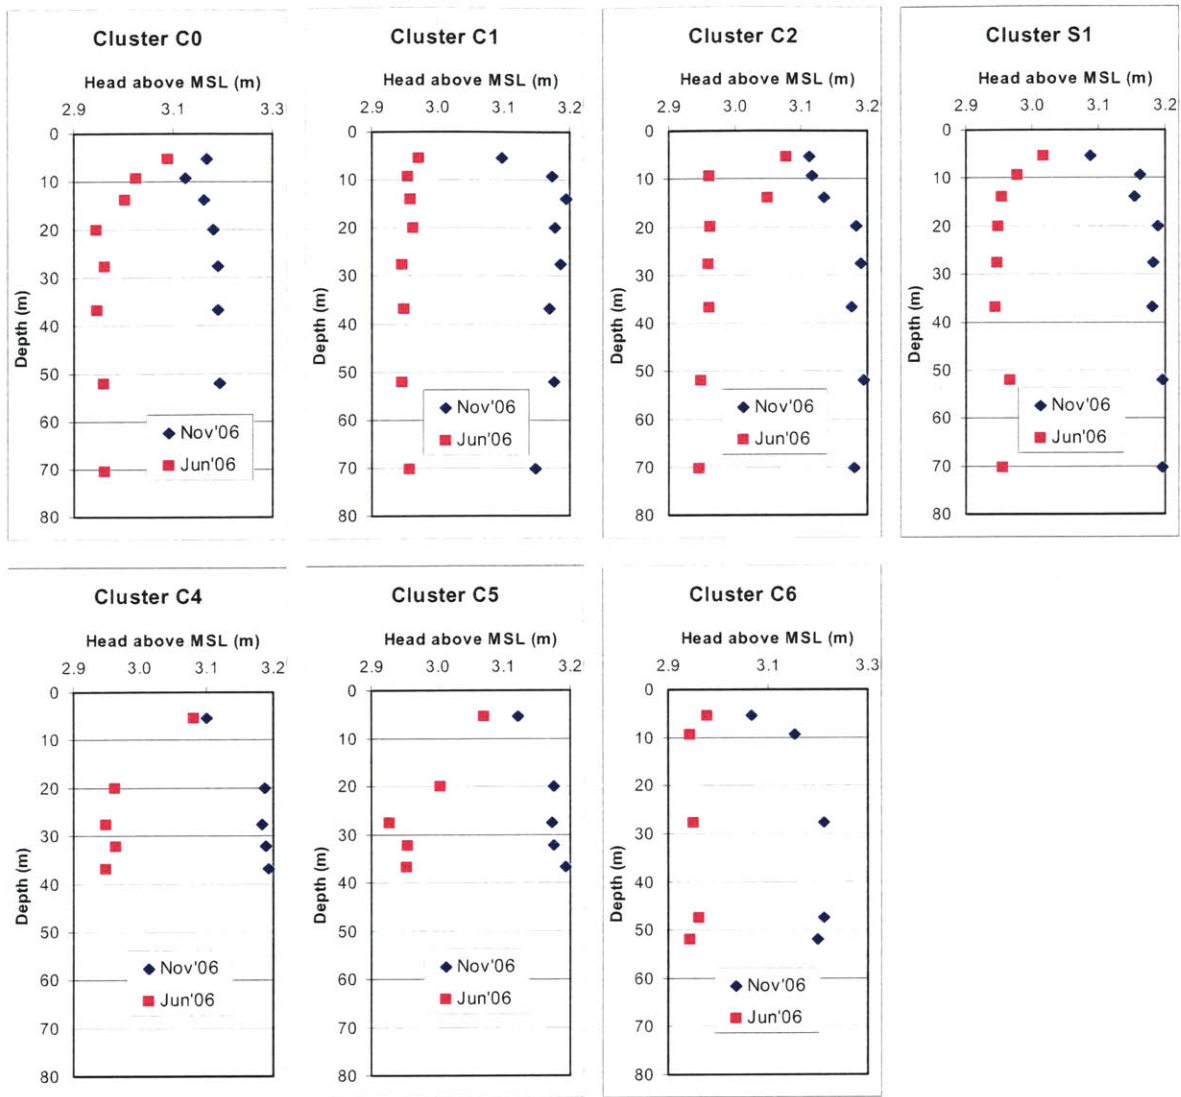 Cluster C0
Head above MSL (m)
2.9 3.1 3.3
0
10
20
30
40
50
60
70
80
Depth (m)
Nov'06
Jun'06
Cluster C1
Head above MSL (m)
2.9 3.0 3.1 3.2
0
10
20
30
40
50
60
70
80
Depth (m)
Nov'06
Jun'06
Cluster C2
Head above MSL (m)
2.9 3.0 3.1 3.2
0
10
20
30
40
50
60
70
80
Depth (m)
Nov'06
Jun'06
Cluster S1
Head above MSL (m)
2.9 3.0 3.1 3.2
0
10
20
30
40
50
60
70
80
Depth (m)
Nov'06
Jun'06
Cluster C4
Head above MSL (m)
2.9 3.0 3.1 3.2
0
10
20
30
40
50
60
70
80
Depth (m)
Nov'06
Jun'06
Cluster C5
Head above MSL (m)
2.9 3.0 3.1 3.2
0
10
20
30
40
50
60
70
80
Depth (m)
Nov'06
Jun'06
Cluster C6
Head above MSL (m)
2.9 3.1 3.3
0
10
20
30
40
50
60
70
80
Depth (m)
Nov'06
Jun'06